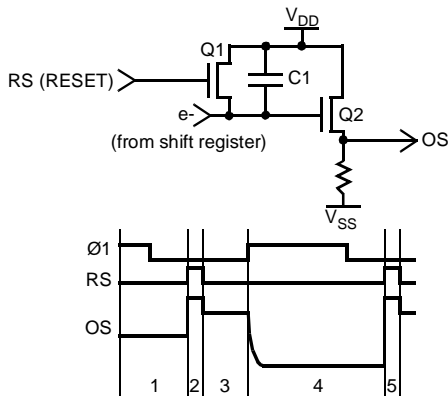 VDD
Q1
RS (RESET)
C1
Q2
e-
OS
(from shift register)
VSS
Ø1
RS
OS
1 2 3 4 5